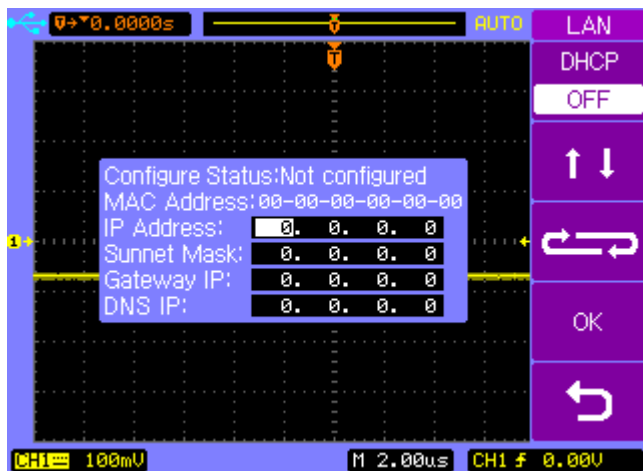 0.0000s AUTO LAN
DHCP
OFF
T
Configure Status:Not configured
MAC Address:00-00-00-00-00-00
IP Address: 0. 0. 0. 0
Sunnet Mask: 0. 0. 0. 0
Gateway IP: 0. 0. 0. 0
DNS IP: 0. 0. 0. 0
1
OK
CH1 100mV M 2.00us CH1 0.00V